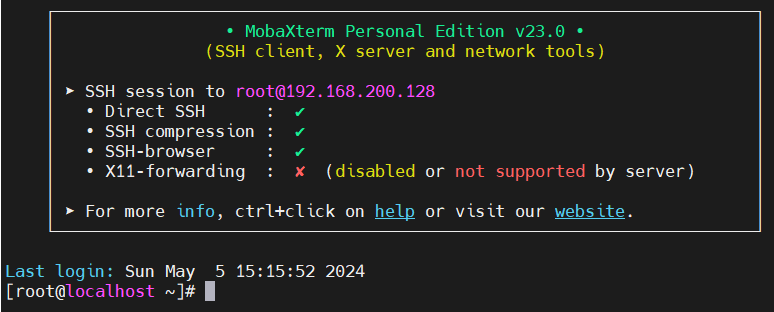 • MobaXterm Personal Edition v23.0 •
(SSH client, X server and network tools)
➤ SSH session to root@192.168.200.128
• Direct SSH : ✔
• SSH compression : ✔
• SSH-browser : ✔
• X11-forwarding : ✘ (disabled or not supported by server)
➤ For more info, ctrl+click on help or visit our website.
Last login: Sun May 5 15:15:52 2024
[root@localhost ~]#